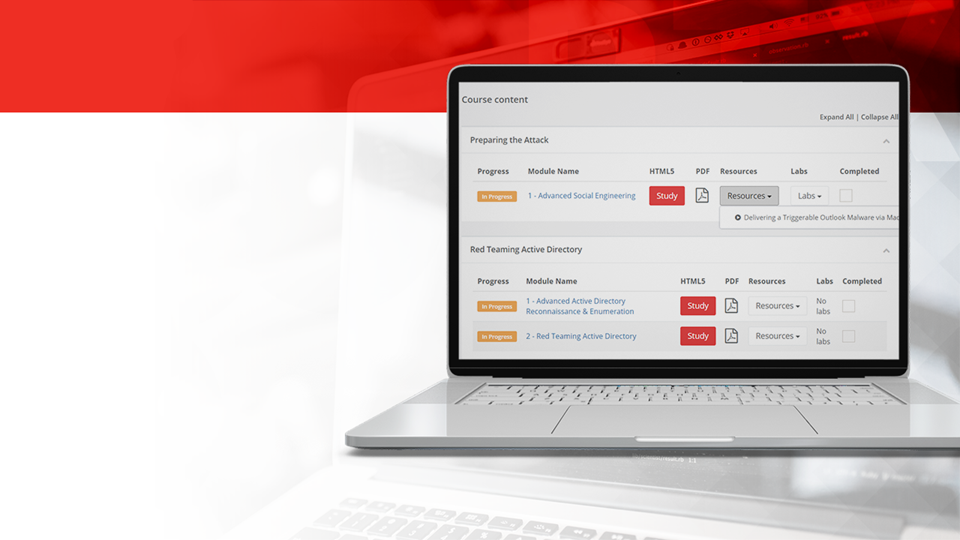 Course content
Expand All | Collapse All
Preparing the Attack
Progress Module Name HTML5 PDF Resources Labs Completed
In Progress 1 - Advanced Social Engineering Study Resources Labs
Delivering a Triggerable Outlook Malware via Mac
Red Teaming Active Directory
Progress Module Name HTML5 PDF Resources Labs Completed
In Progress 1 - Advanced Active Directory Study Resources No
Reconnaissance & Enumeration labs
In Progress 2 - Red Teaming Active Directory Study Resources No
labs